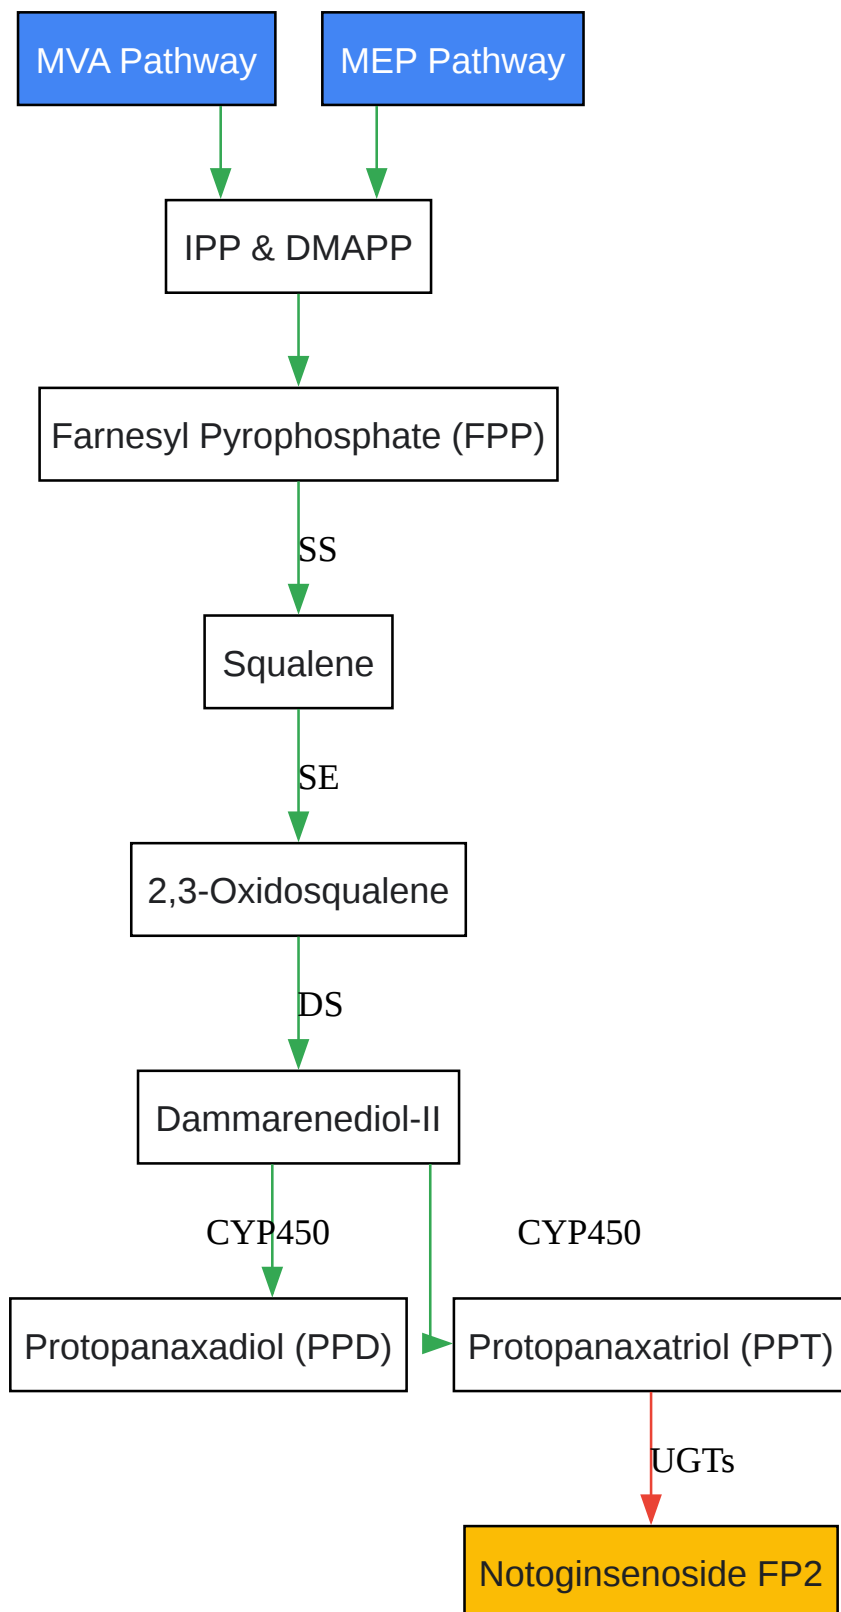 MVA Pathway
MEP Pathway
IPP & DMAPP
Farnesyl Pyrophosphate (FPP)
SS
Squalene
SE
2,3-Oxidosqualene
DS
Dammarenediol-II
CYP450
CYP450
Protopanaxadiol (PPD)
Protopanaxatriol (PPT)
UGTs
Notoginsenoside FP2